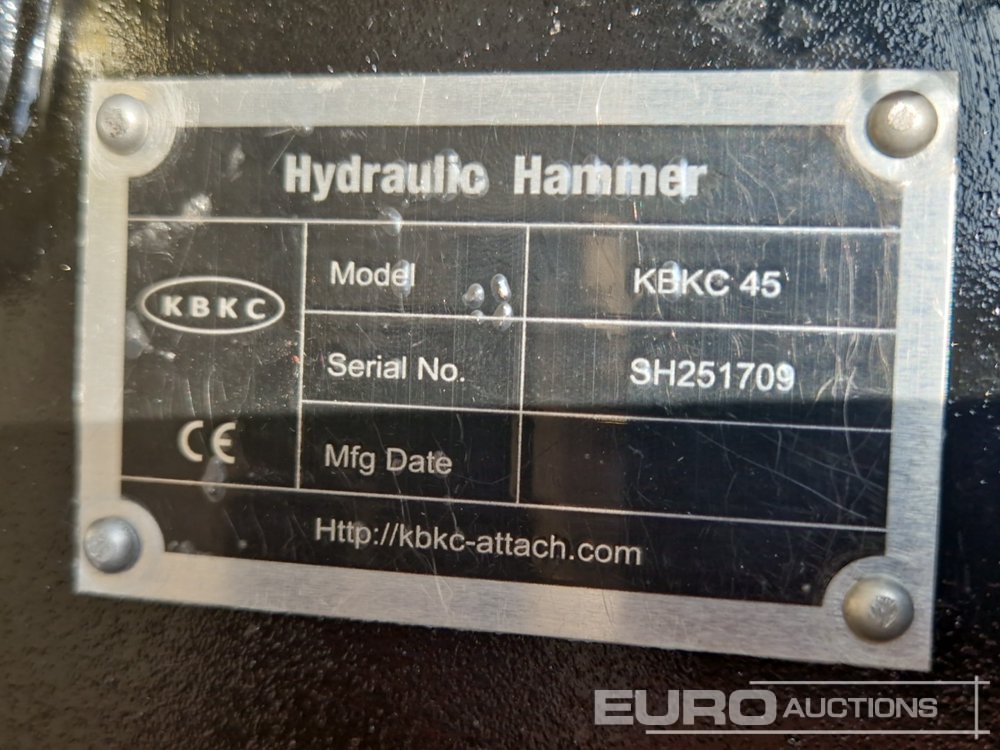 Hydraulic Hammer
KBKC
Model KBKC 45
Serial No. SH251709
CE
Mfg Date
Http://kbkc-attach.com
EURO AUCTIONS